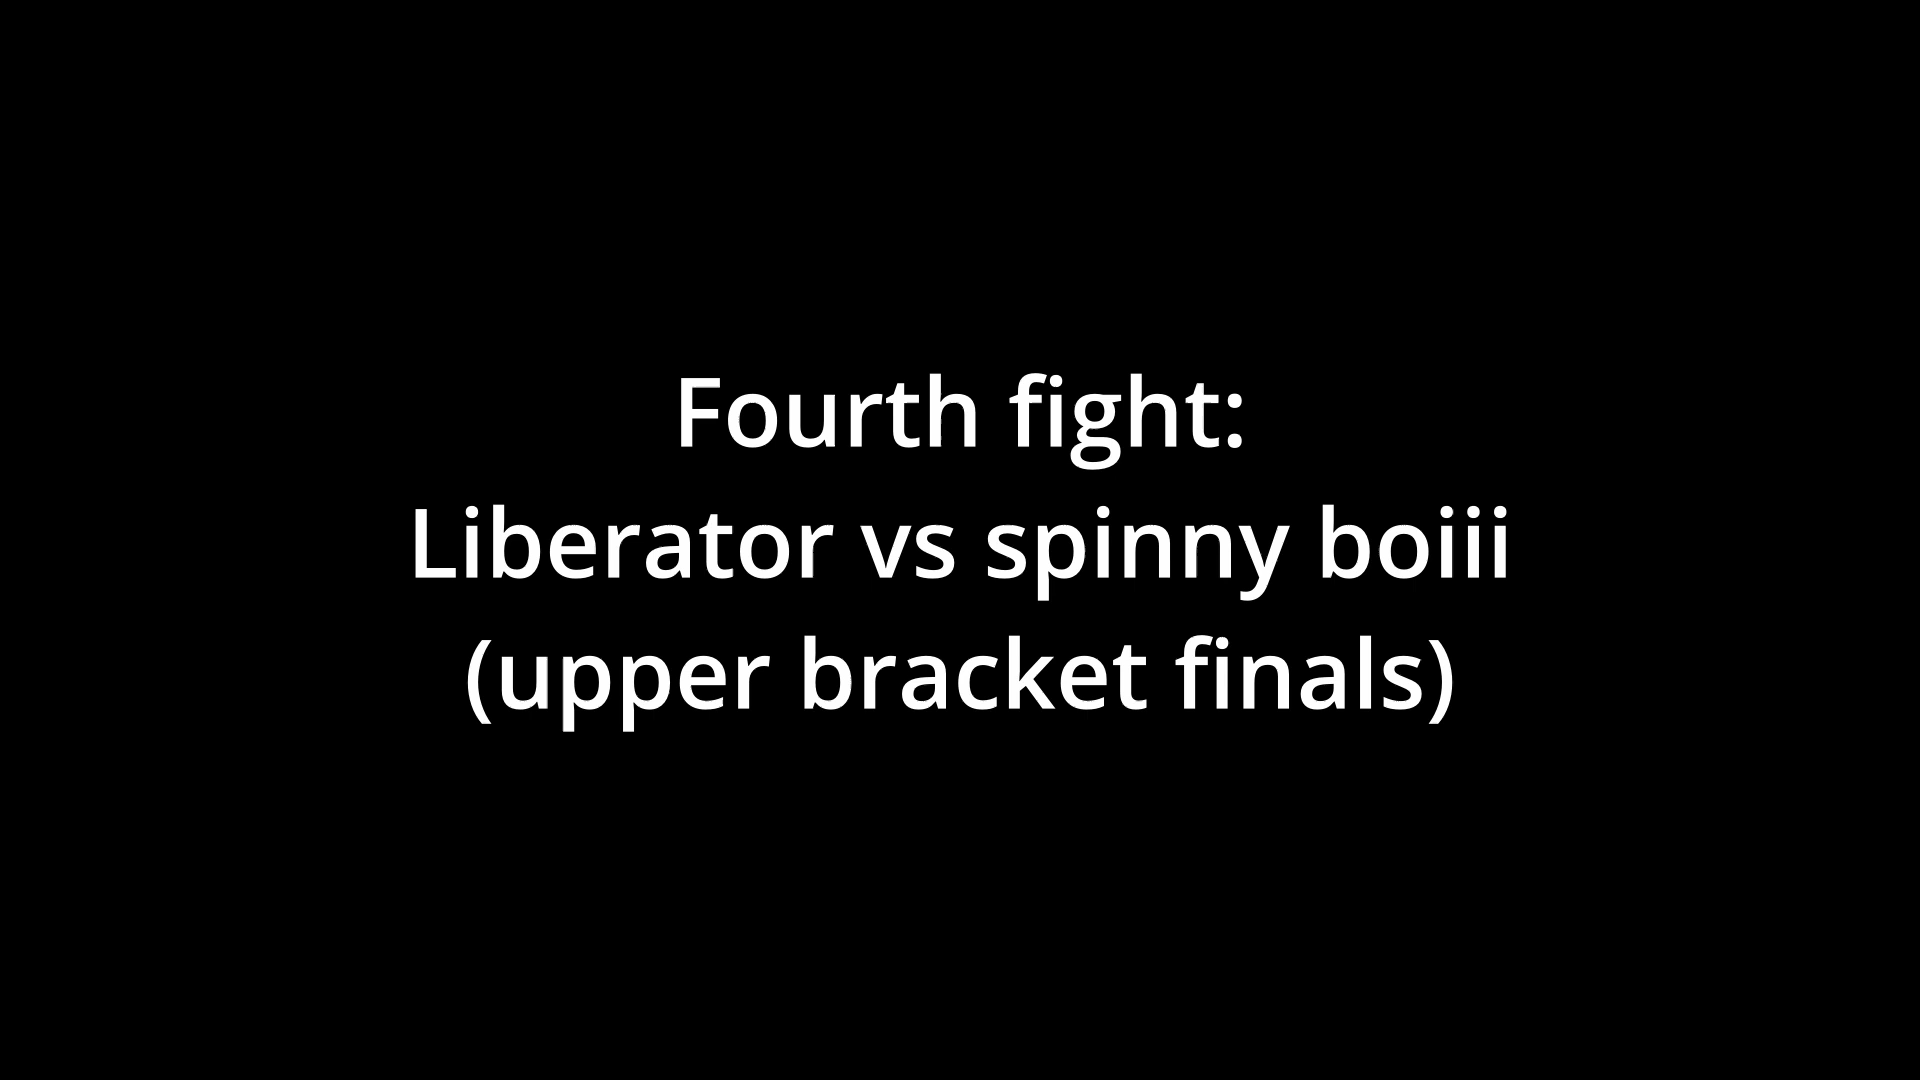 Fourth fight:
Liberator vs spinny boiii
(upper bracket finals)